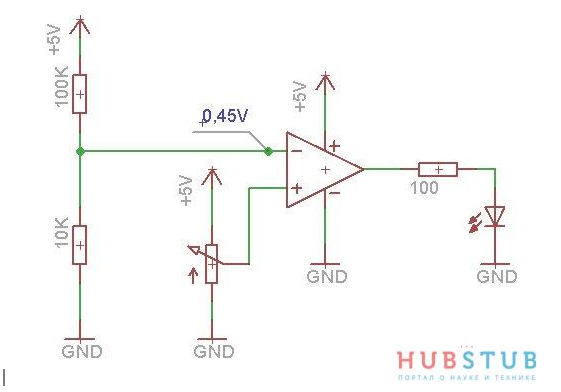 +5V
100K
0,45V
+5V
+5V
10K
100
GND
GND
GND
GND
HUBSTUB
ПОРТАЛ О НАУКЕ И ТЕХНИКЕ